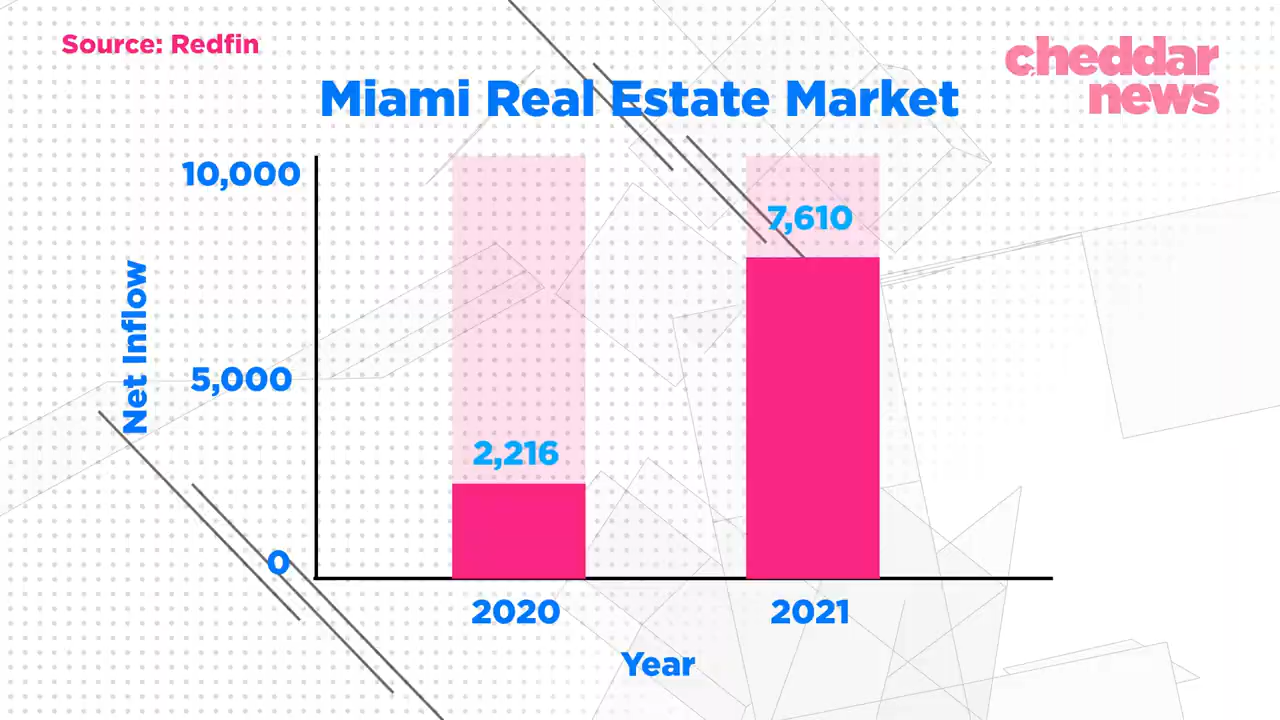 Source: Redfin
cheddar
news
Miami Real Estate Market
10,000
7,610
Net Inflow
5,000
2,216
0
2020
2021
Year